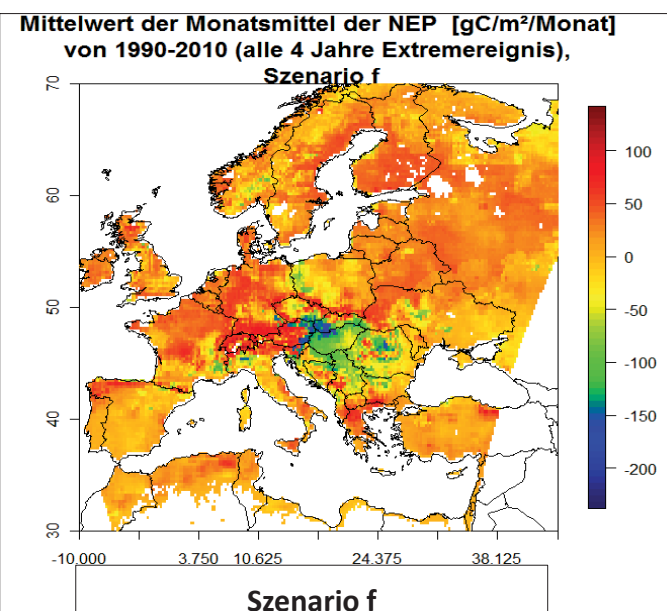 Mittelwert der Monatsmittel der NEP [gC/m²/Monat]
von 1990-2010 (alle 4 Jahre Extremereignis),
Szenario f
70
60
50
40
30
100
50
0
-50
-100
-150
-200
-10.000 3.750 10.625 24.375 38.125
Szenario f